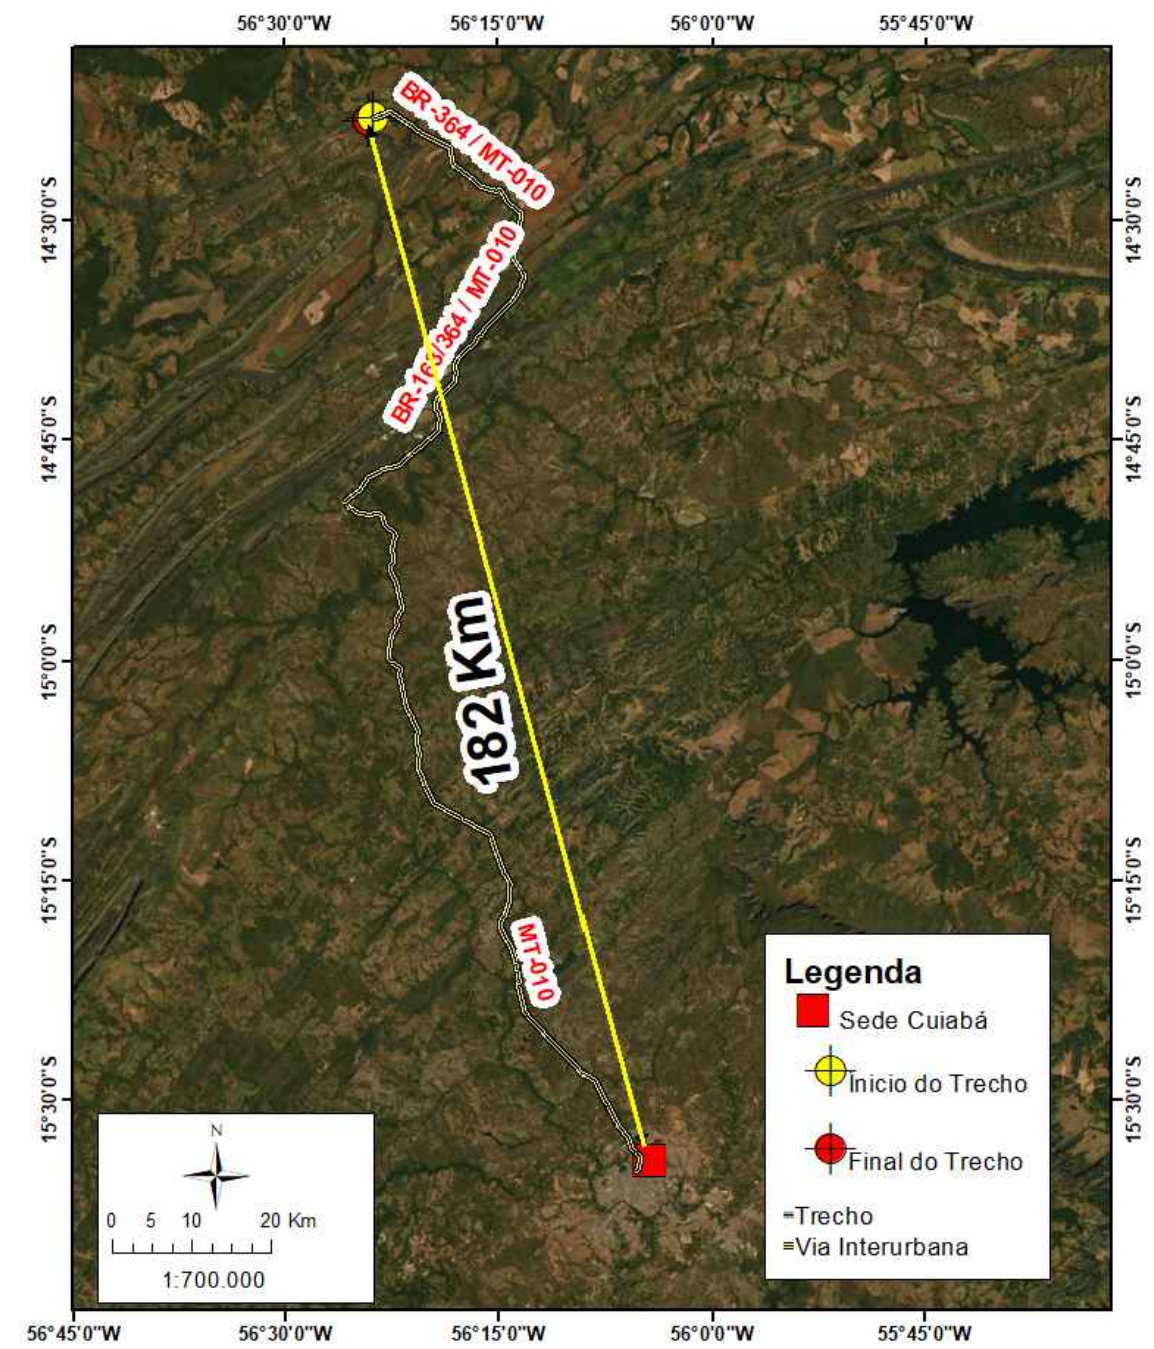 56°30'0"W 56°15'0"W 56°0'0"W 55°45'0"W
BR-364 / MT-010
14°30'0"S
14°30'0"S
BR-163/364 / MT-010
14°45'0"S
14°45'0"S
182 Km
15°0'0"S
15°0'0"S
15°15'0"S
15°15'0"S
MT-010
15°30'0"S
15°30'0"S
Legenda
Sede Cuiabá
Inicio do Trecho
Final do Trecho
Trecho
Via Interurbana
N
0 5 10 20 Km
1:700.000
56°45'0"W 56°30'0"W 56°15'0"W 56°0'0"W 55°45'0"W